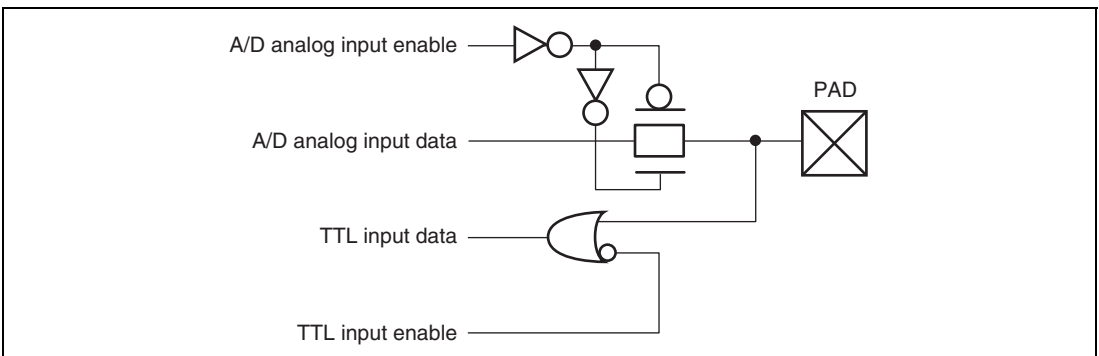 A/D analog input enable
PAD
A/D analog input data
TTL input data
TTL input enable